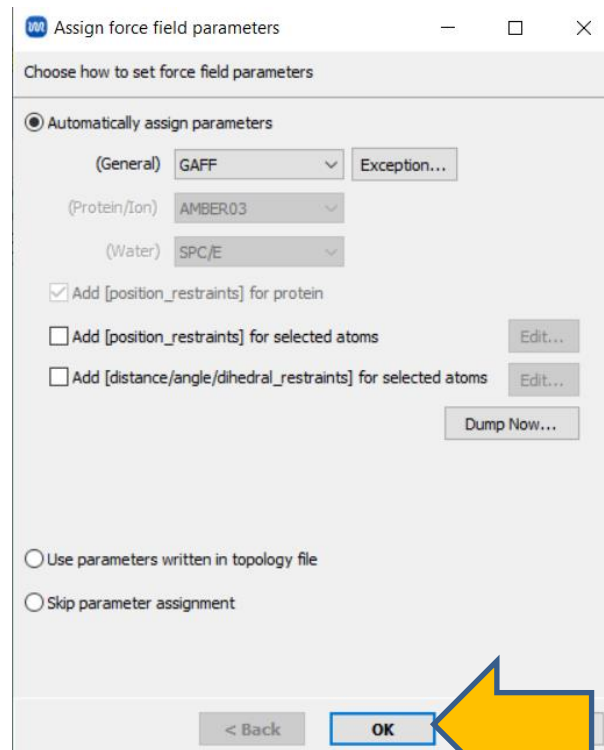 Assign force field parameters
Choose how to set force field parameters
Automatically assign parameters
(General) GAFF Exception...
(Protein/Ion) AMBER03
(Water) SPC/E
Add [position_restraints] for protein
Add [position_restraints] for selected atoms Edit...
Add [distance/angle/dihedral_restraints] for selected atoms Edit...
Dump Now...
Use parameters written in topology file
Skip parameter assignment
< Back OK